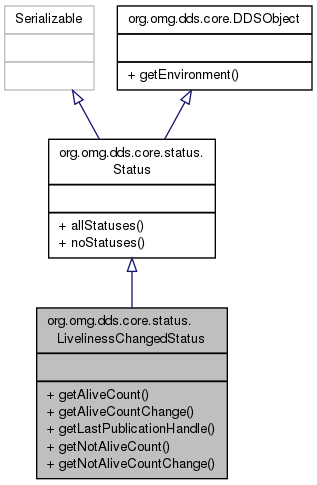 Serializable
org.omg.dds.core.DDSObject
+ getEnvironment()
org.omg.dds.core.status.
Status
+ allStatuses()
+ noStatuses()
org.omg.dds.core.status.
LivelinessChangedStatus
+ getAliveCount()
+ getAliveCountChange()
+ getLastPublicationHandle()
+ getNotAliveCount()
+ getNotAliveCountChange()